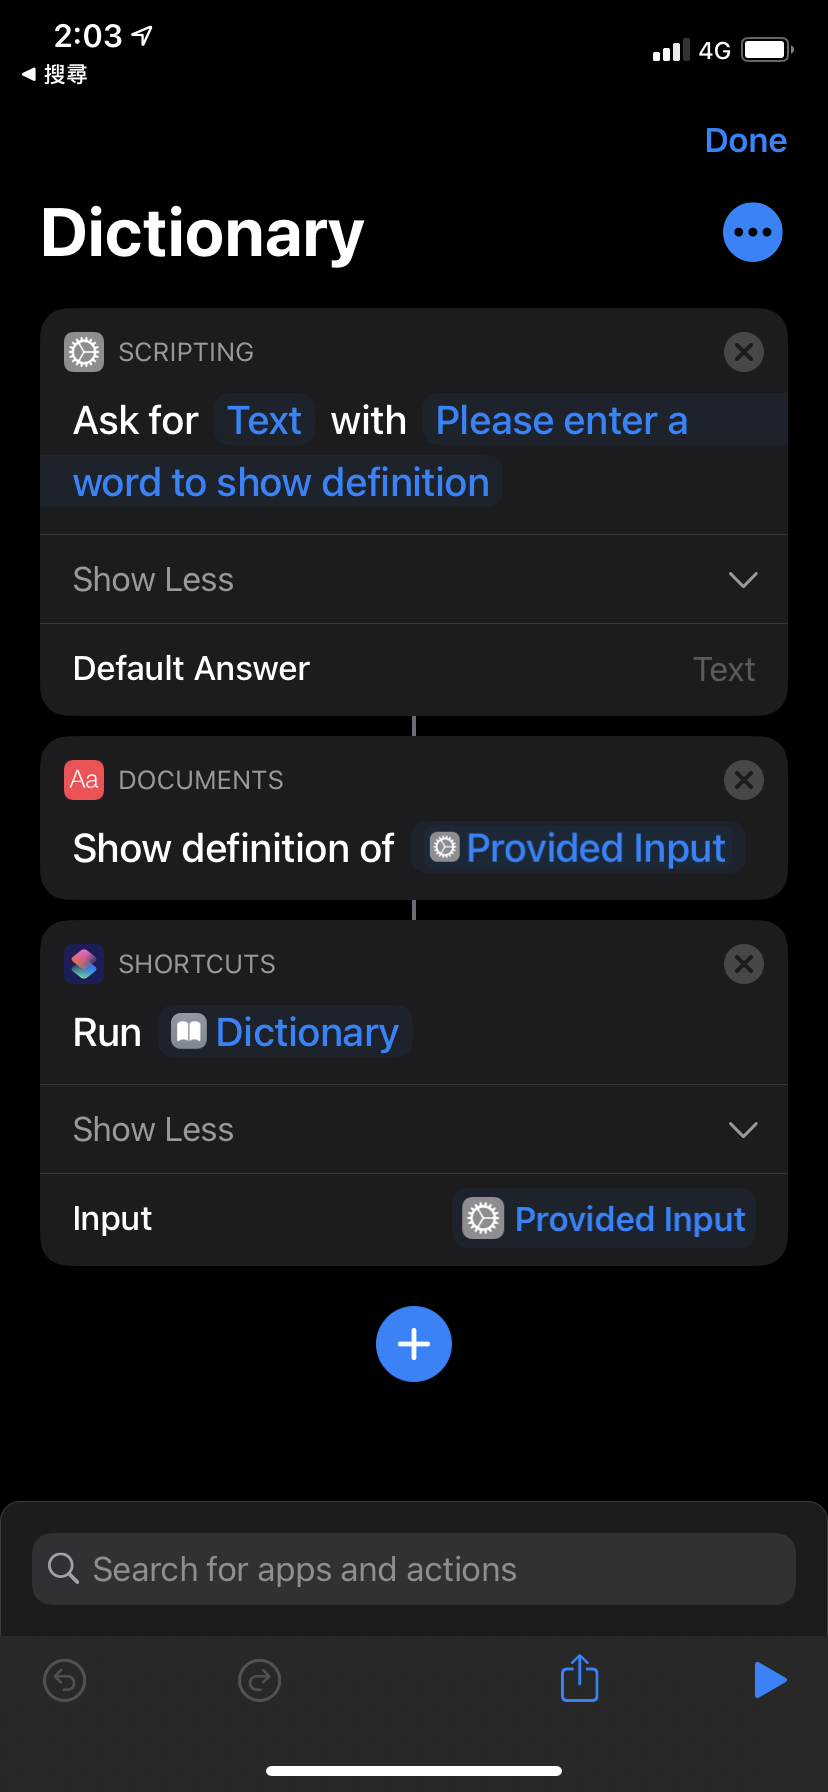 2:03
4G
◀ 搜尋
Done
Dictionary
SCRIPTING
Ask for Text with Please enter a
word to show definition
Show Less
Default Answer Text
Aa DOCUMENTS
Show definition of Provided Input
SHORTCUTS
Run Dictionary
Show Less
Input Provided Input
Search for apps and actions